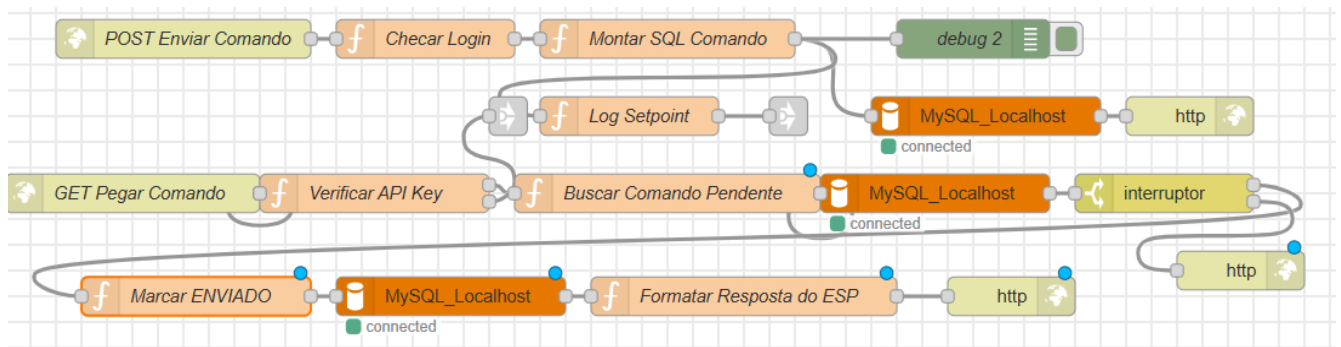 POST Enviar Comando
Checar Login
Montar SQL Comando
debug 2
Log Setpoint
MySQL_Localhost
http
connected
GET Pegar Comando
Verificar API Key
Buscar Comando Pendente
MySQL_Localhost
interruptor
connected
http
Marcar ENVIADO
MySQL_Localhost
Formatar Resposta do ESP
http
connected